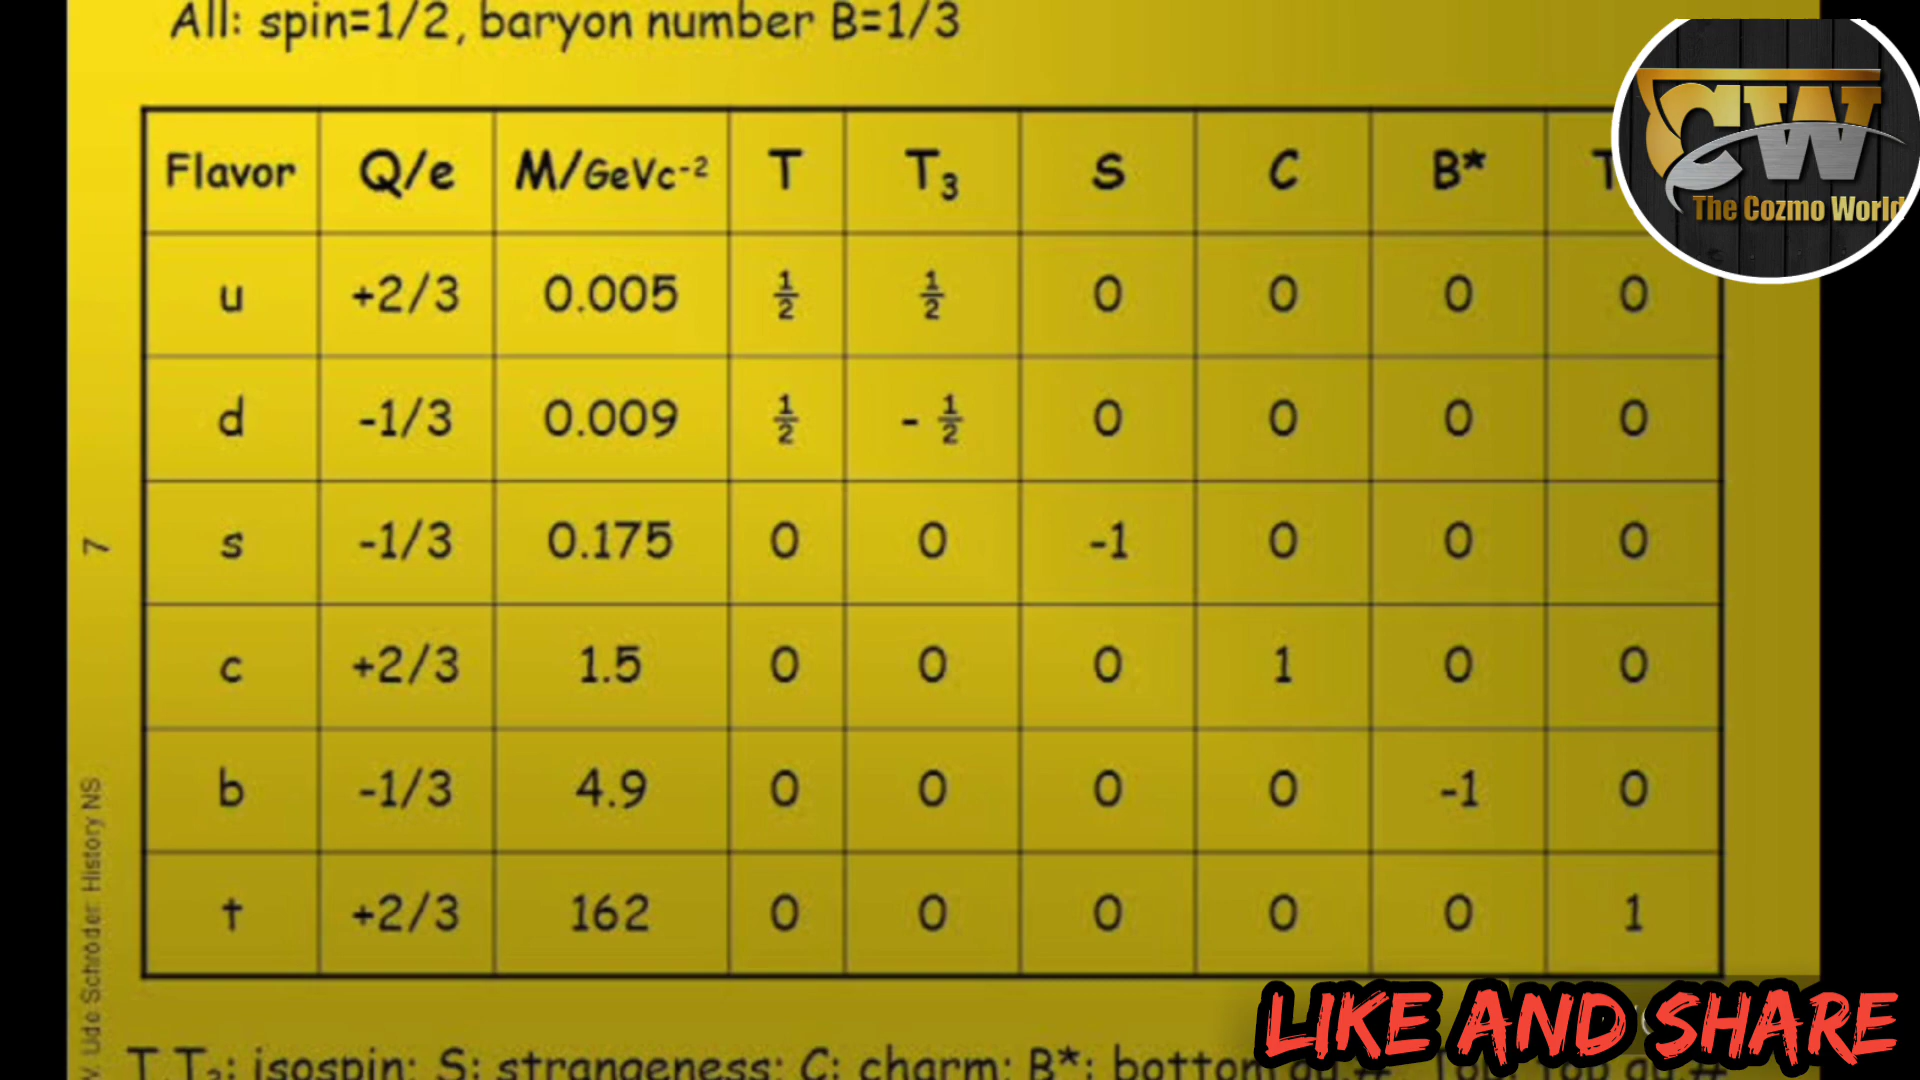 All: spin=1/2, baryon number B=1/3
CW
The Cozmo World
Flavor Q/e M/GeVc⁻² T T₃ S C B*
u +2/3 0.005 ½ ½ 0 0 0 0
d -1/3 0.009 ½ - ½ 0 0 0 0
s -1/3 0.175 0 0 -1 0 0 0
c +2/3 1.5 0 0 0 1 0 0
b -1/3 4.9 0 0 0 0 -1 0
t +2/3 162 0 0 0 0 0 1
7
Udo Schröder: History NS
T,T₃: isospin; S: strangeness; C: charm; B*: bottom
LIKE AND SHARE